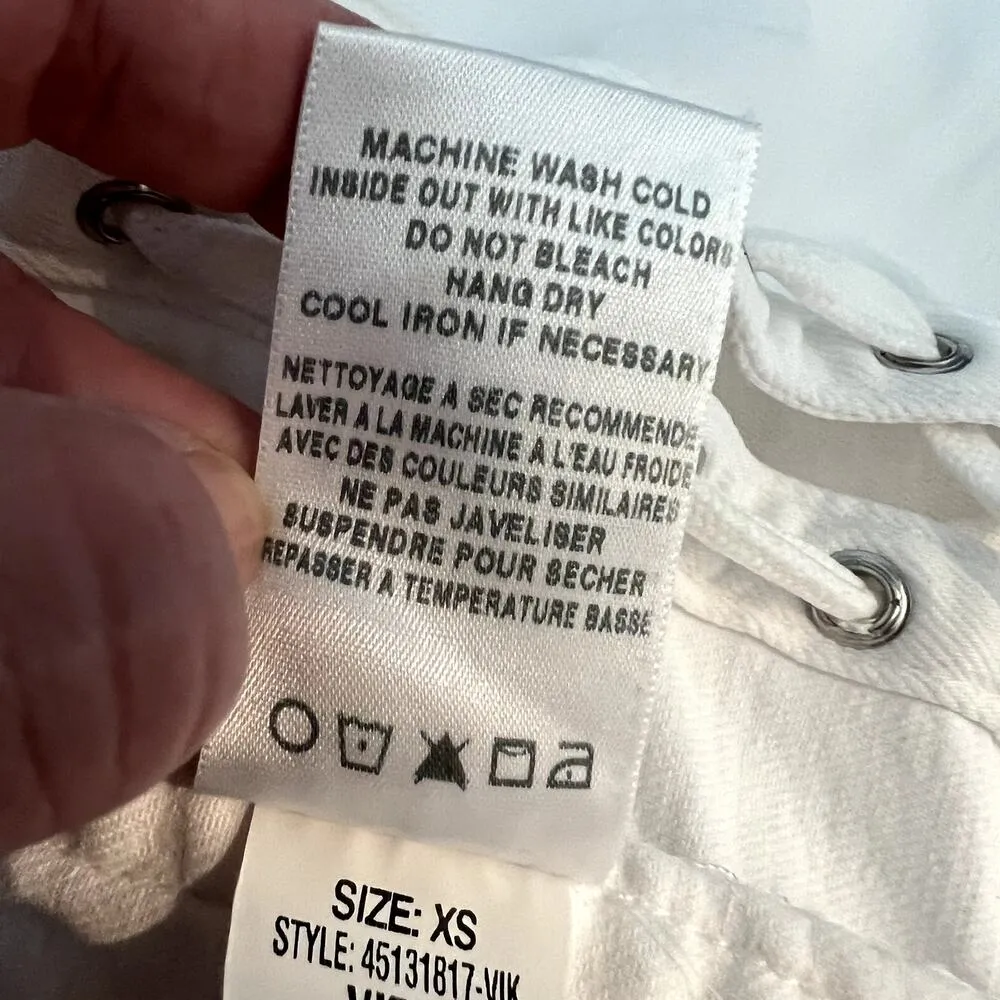 MACHINE WASH COLD
INSIDE OUT WITH LIKE COLORS
DO NOT BLEACH
HANG DRY
COOL IRON IF NECESSARY
NETTOYAGE A SEC RECOMMENDE
LAVER A LA MACHINE A L'EAU FROIDE
AVEC DES COULEURS SIMILAIRES
NE PAS JAVELISER
SUSPENDRE POUR SECHER
REPASSER A TEMPERATURE BASSE
SIZE: XS
STYLE: 45131817-VIK